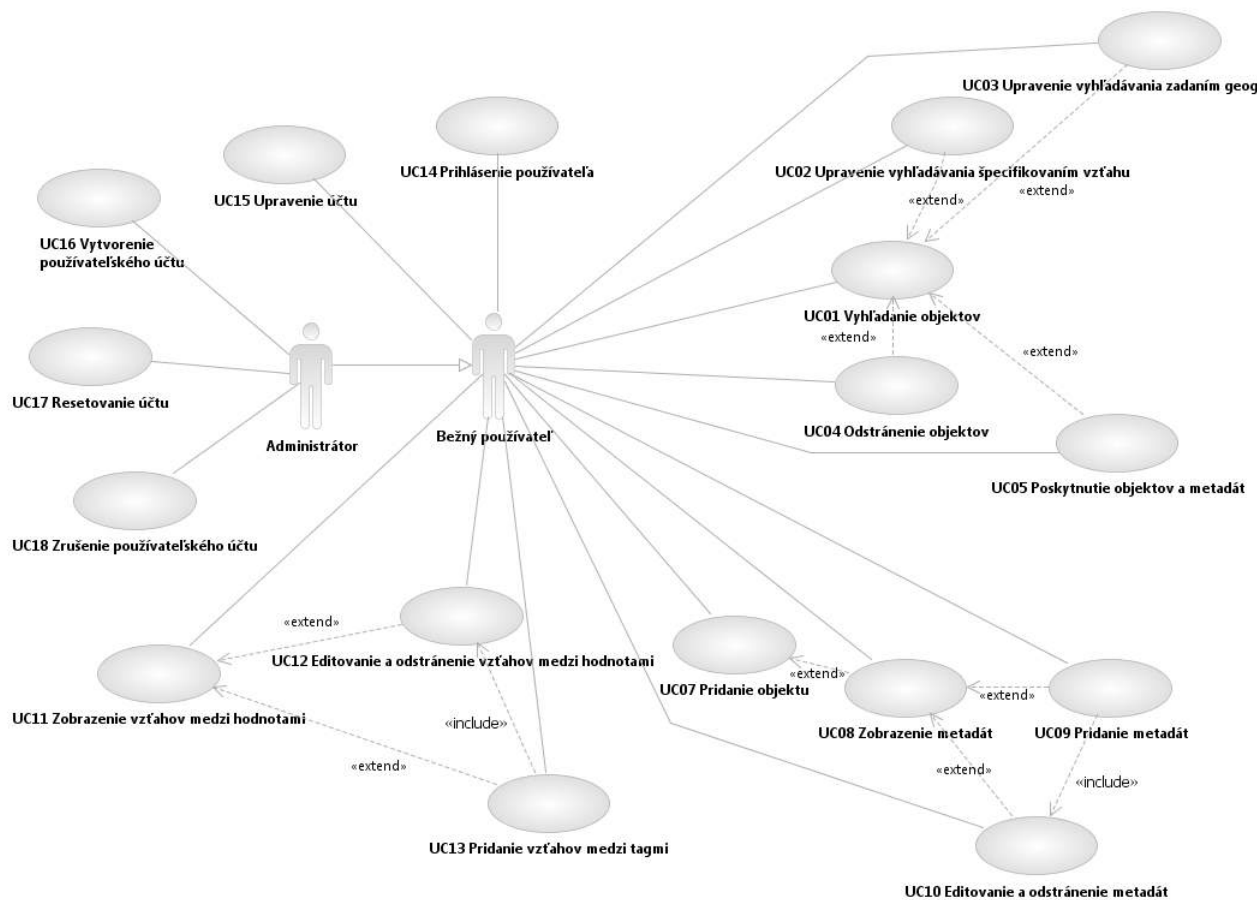 UC03 Upravenie vyhľadávania zadaním geog
UC14 Prihlásenie používateľa
UC02 Upravenie vyhľadávania špecifikovaním vzťahu
UC15 Upravenie účtu
«extend»
«extend»
UC16 Vytvorenie
používateľského účtu
UC01 Vyhľadanie objektov
«extend»
«extend»
UC17 Resetovanie účtu
UC04 Odstránenie objektov
Administrátor
Bežný používateľ
UC05 Poskytnutie objektov a metadát
UC18 Zrušenie používateľského účtu
«extend»
UC12 Editovanie a odstránenie vzťahov medzi hodnotami
«extend»
UC07 Pridanie objektu
«extend»
UC11 Zobrazenie vzťahov medzi hodnotami
«include»
UC08 Zobrazenie metadát
UC09 Pridanie metadát
«extend»
«extend»
«include»
UC13 Pridanie vzťahov medzi tagmi
UC10 Editovanie a odstránenie metadát